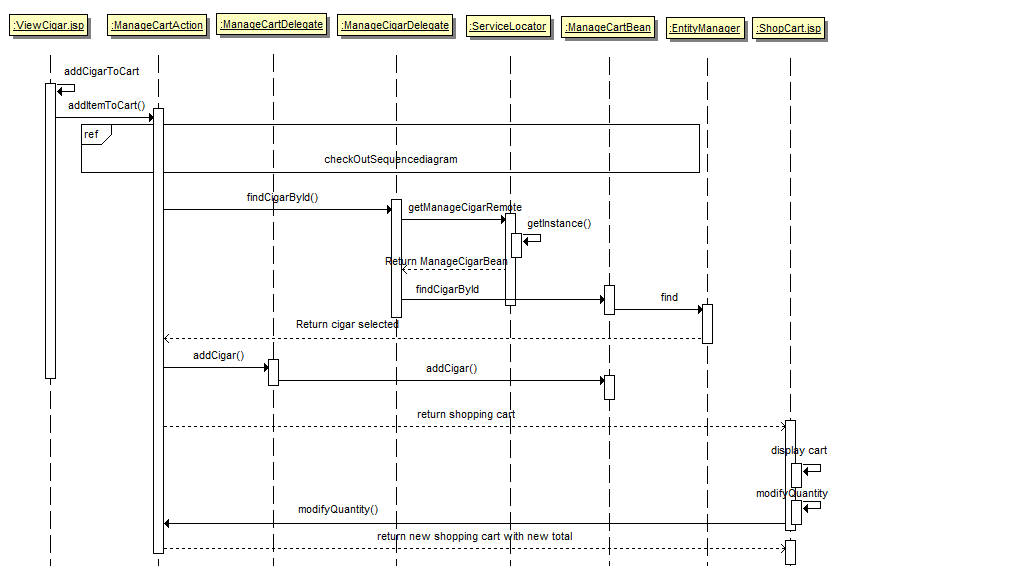 :ViewCigar.jsp
:ManageCartAction
:ManageCartDelegate
:ManageCigarDelegate
:ServiceLocator
:ManageCartBean
:EntityManager
:ShopCart.jsp
addCigarToCart
addItemToCart()
ref
checkOutSequencediagram
findCigarById()
getManageCigarRemote
getInstance()
Return ManageCigarBean
findCigarById
find
Return cigar selected
addCigar()
addCigar()
return shopping cart
display cart
modifyQuantity
modifyQuantity()
return new shopping cart with new total